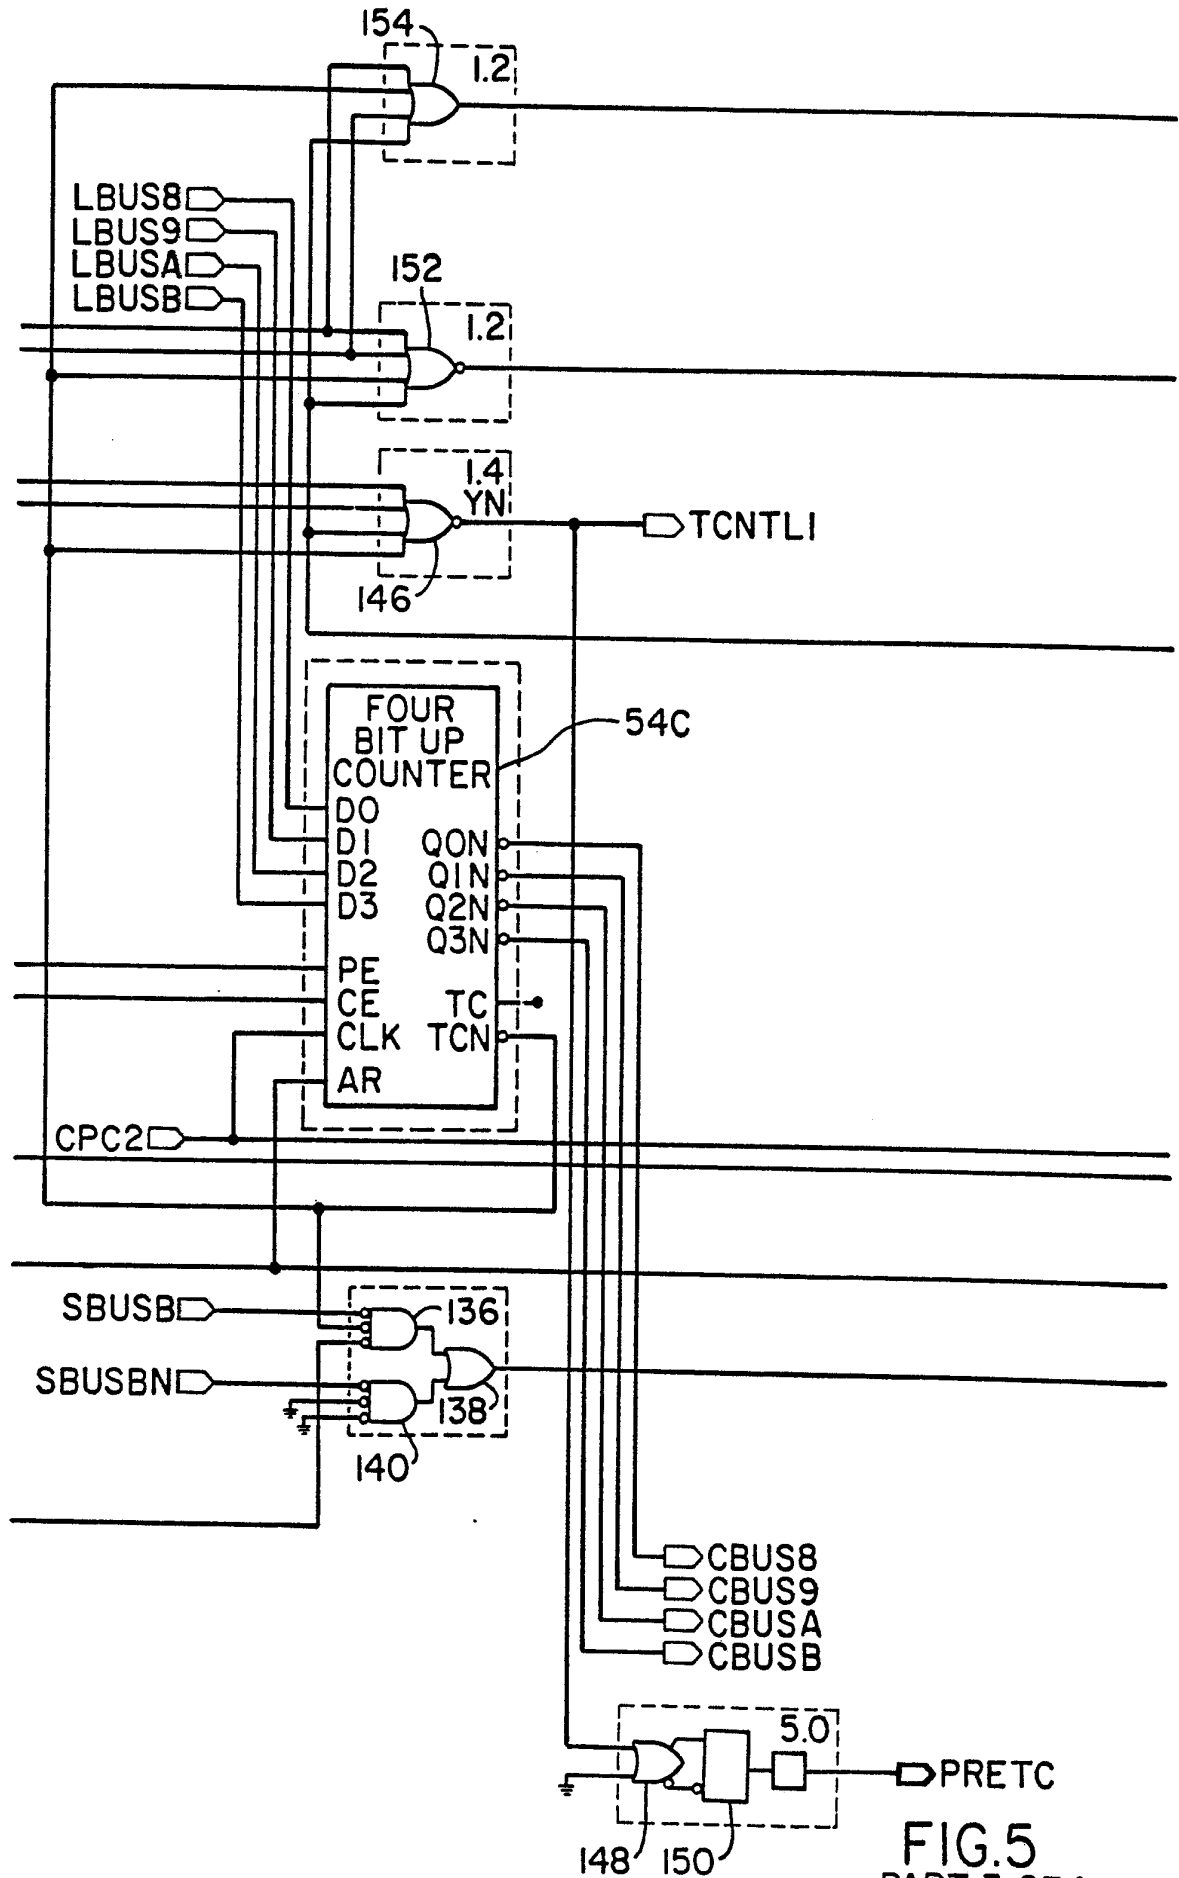 154
1.2
LBUS8
LBUS9
LBUSA
LBUSB
152
1.2
1.4
YN
TCNTL1
146
FOUR
BIT UP
COUNTER
54C
D0
D1
D2
D3
Q0N
Q1N
Q2N
Q3N
PE
CE
CLK
AR
TC
TCN
CPC2
SBUSB
136
SBUSBN
138
140
CBUS8
CBUS9
CBUSA
CBUSB
5.0
PRETC
148
150
FIG.5